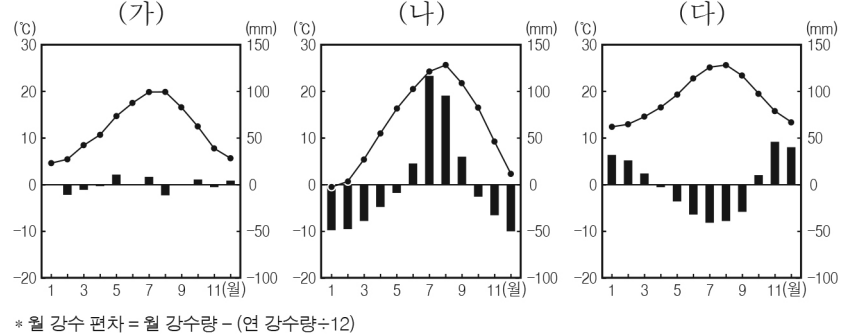 (가) (나) (다)
(℃) (mm) (℃) (mm) (℃) (mm)
30 150 30 150 30 150
20 100 20 100 20 100
10 50 10 50 10 50
0 0 0 0 0 0
-10 -50 -10 -50 -10 -50
-20 -100 -20 -100 -20 -100
1 3 5 7 9 11(월) 1 3 5 7 9 11(월) 1 3 5 7 9 11(월)
* 월 강수 편차 = 월 강수량 - (연 강수량÷12)